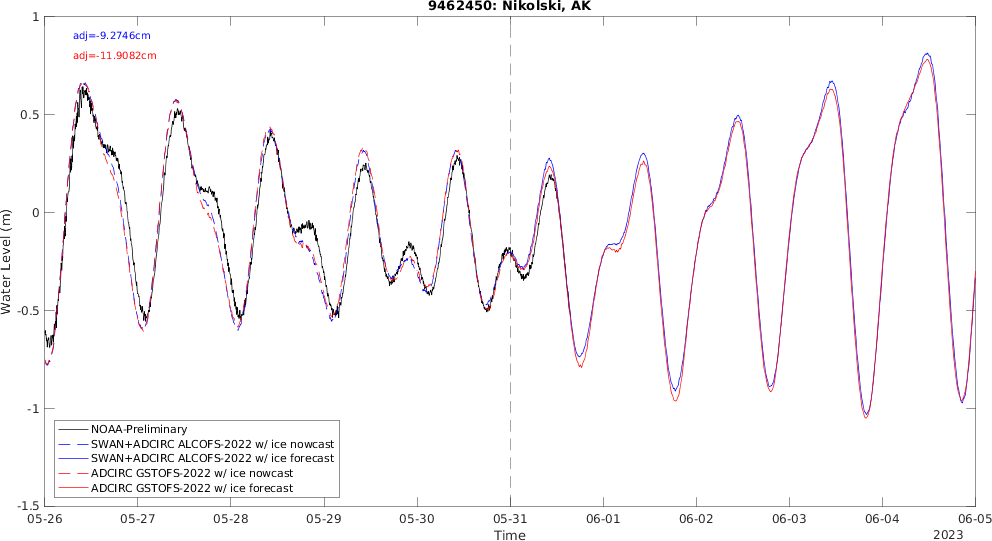 9462450: Nikolski, AK
adj=-9.2746cm
adj=-11.9082cm
Water Level (m)
1
0.5
0
-0.5
-1
-1.5
NOAA-Preliminary
SWAN+ADCIRC ALCOFS-2022 w/ ice nowcast
SWAN+ADCIRC ALCOFS-2022 w/ ice forecast
ADCIRC GSTOFS-2022 w/ ice nowcast
ADCIRC GSTOFS-2022 w/ ice forecast
05-26 05-27 05-28 05-29 05-30 05-31 06-01 06-02 06-03 06-04 06-05
Time
2023